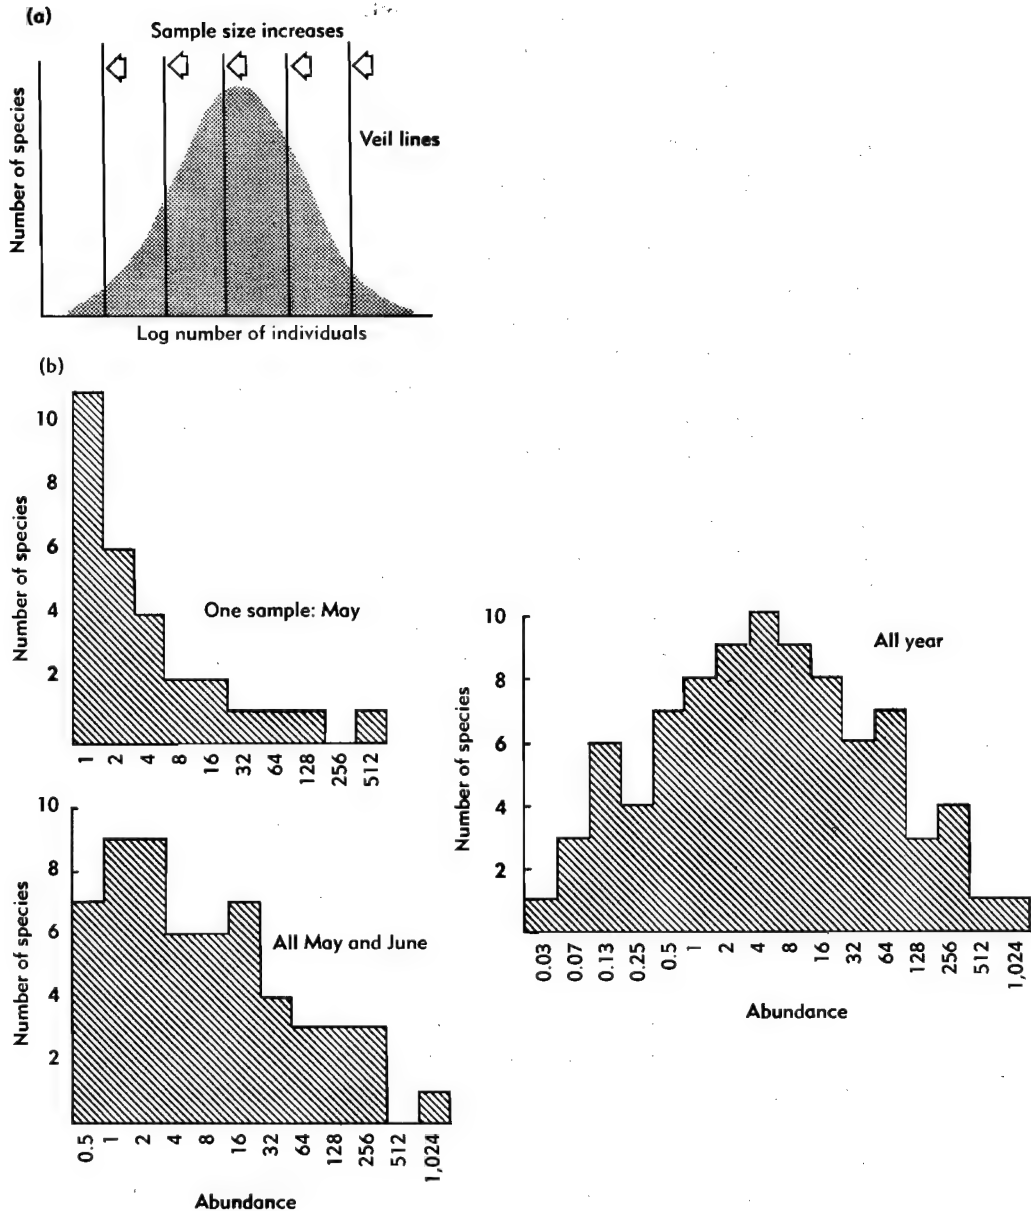 (a)
Sample size increases
Number of species
Veil lines
Log number of individuals
(b)
10
8
6
4
2
Number of species
One sample: May
1 2 4 8 16 32 64 128 256 512
10
8
6
4
2
Number of species
All May and June
0.5 1 2 4 8 16 32 64 128 256 512 1,024
Abundance
10
8
6
4
2
Number of species
All year
0.03 0.07 0.13 0.25 0.5 1 2 4 8 16 32 64 128 256 512 1,024
Abundance